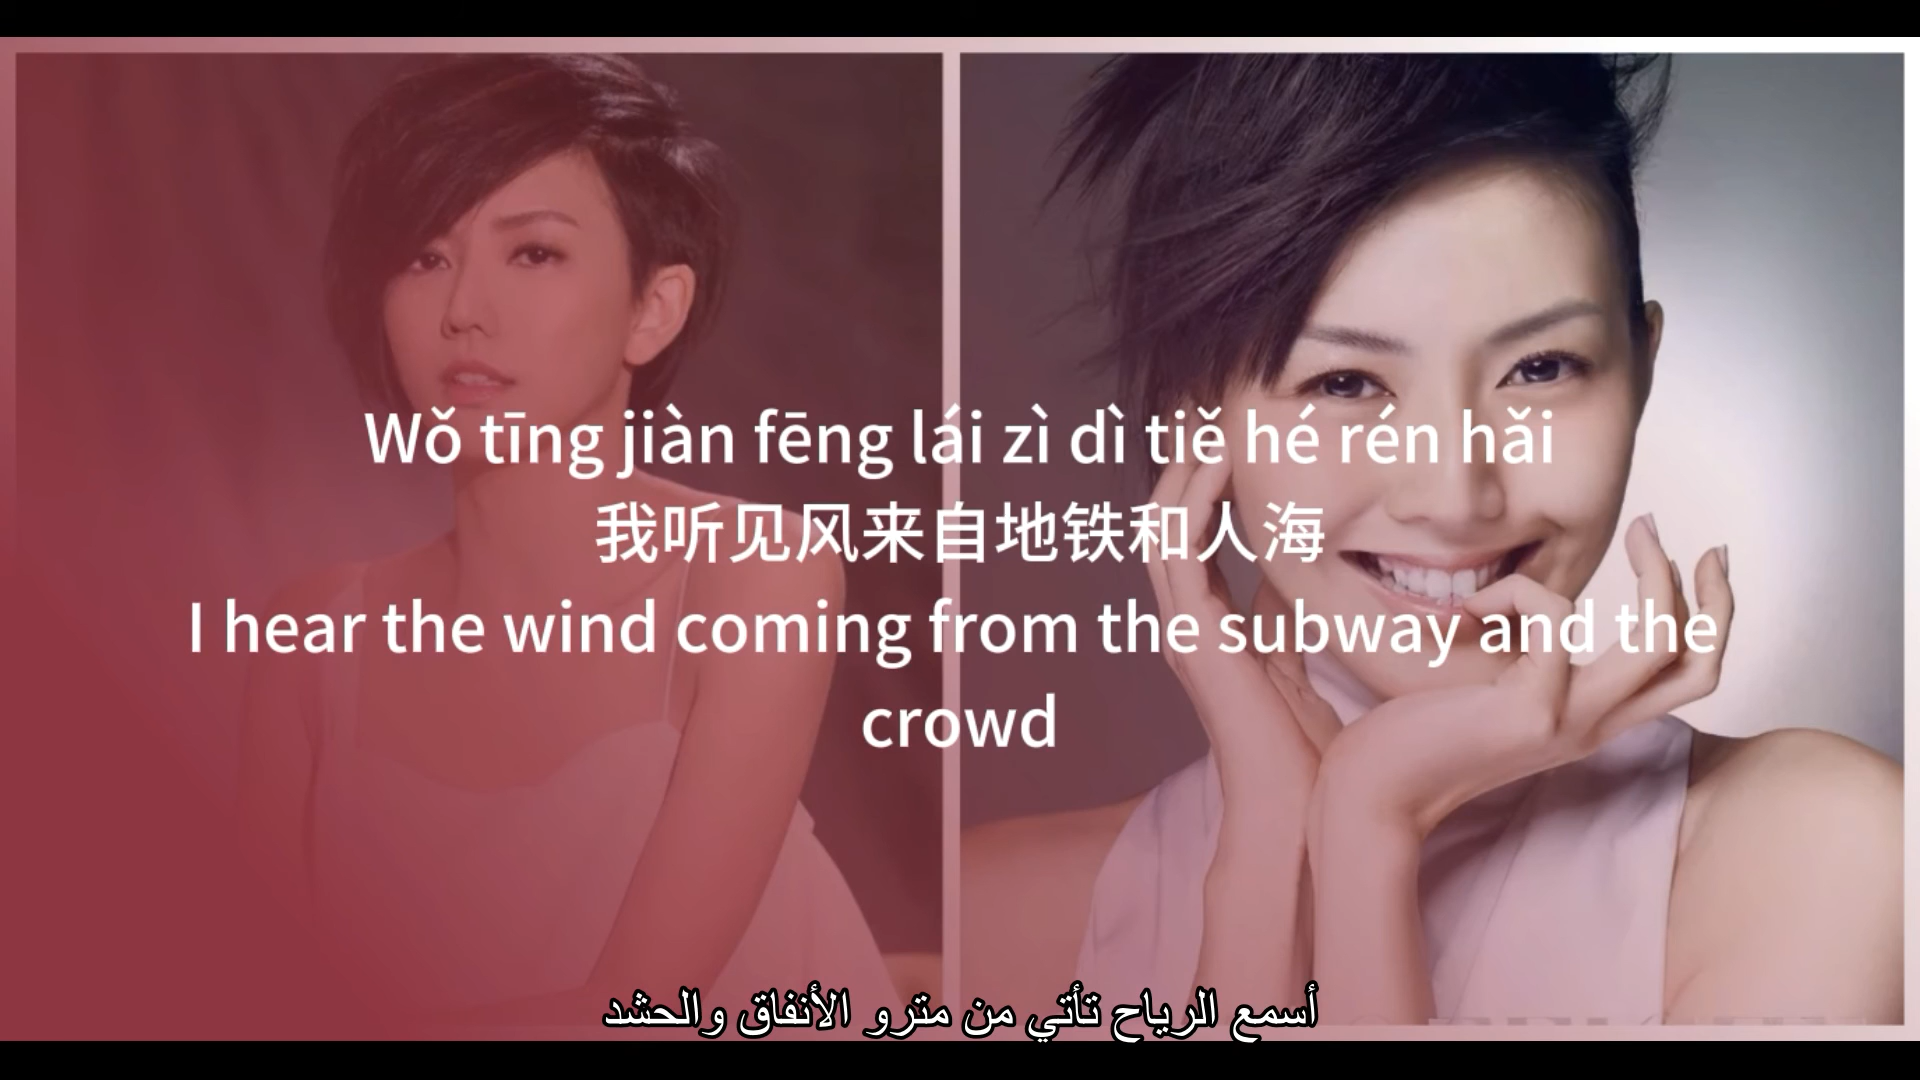 Wǒ tīng jiàn fēng lái zì dì tiě hé rén hǎi
我听见风来自地铁和人海
I hear the wind coming from the subway and the
crowd
أسمع الرياح تأتي من مترو الأنفاق والحشد